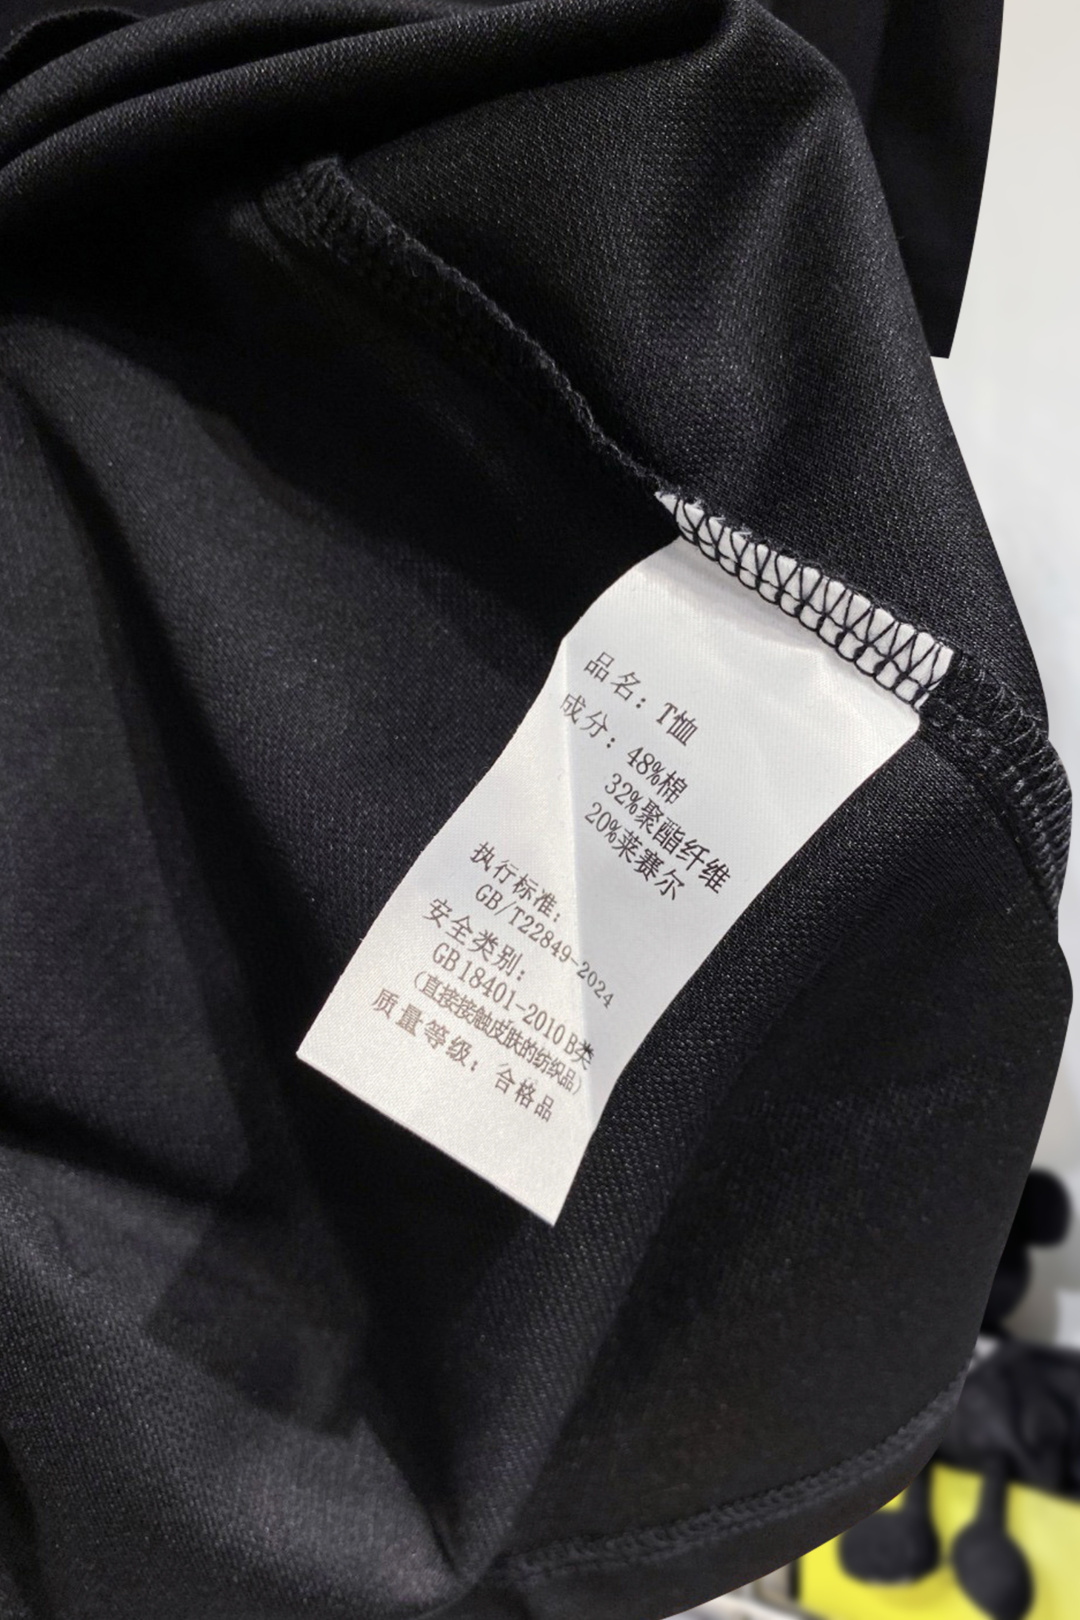 品名：T恤
成分：48%棉
32%聚酯纤维
20%莱赛尔
执行标准：
GB/T22849-2024
安全类别：
GB18401-2010 B类
（直接接触皮肤的纺织品）
质量等级：合格品